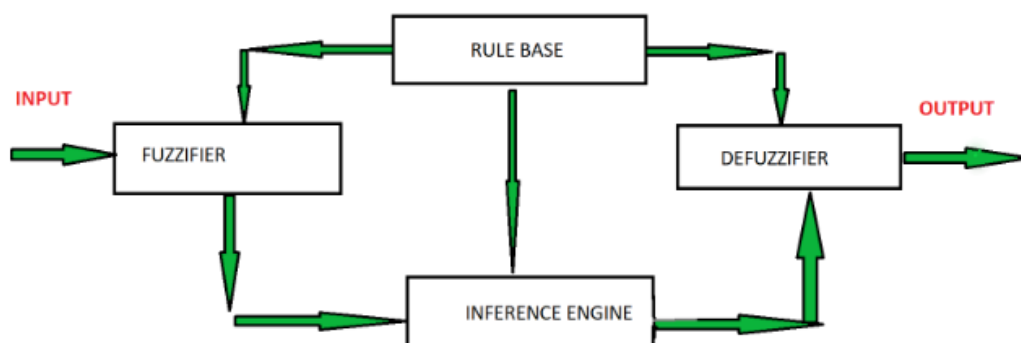 RULE BASE
INPUT
OUTPUT
FUZZIFIER
DEFUZZIFIER
INFERENCE ENGINE